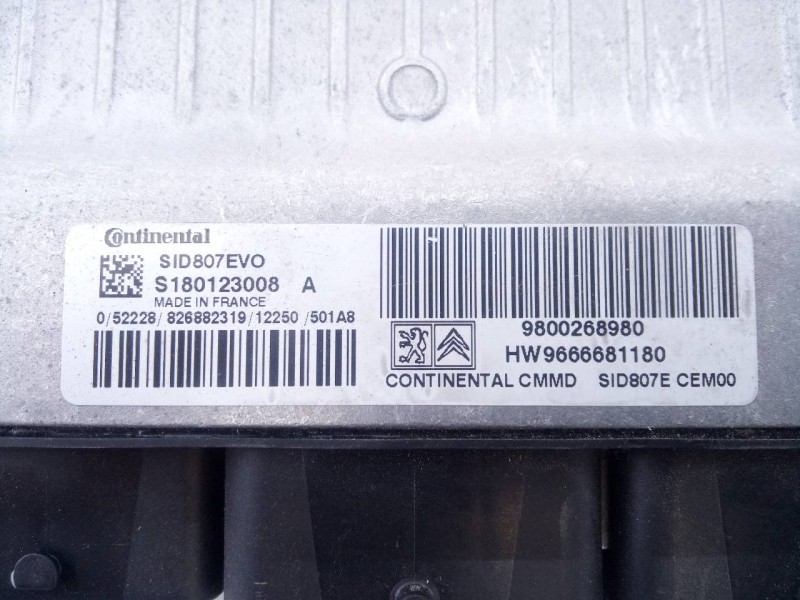 Continental
SID807EVO
S180123008 A
MADE IN FRANCE
0/52228/826882319/12250/501A8
9800268980
HW9666681180
CONTINENTAL CMMD SID807E CEM00